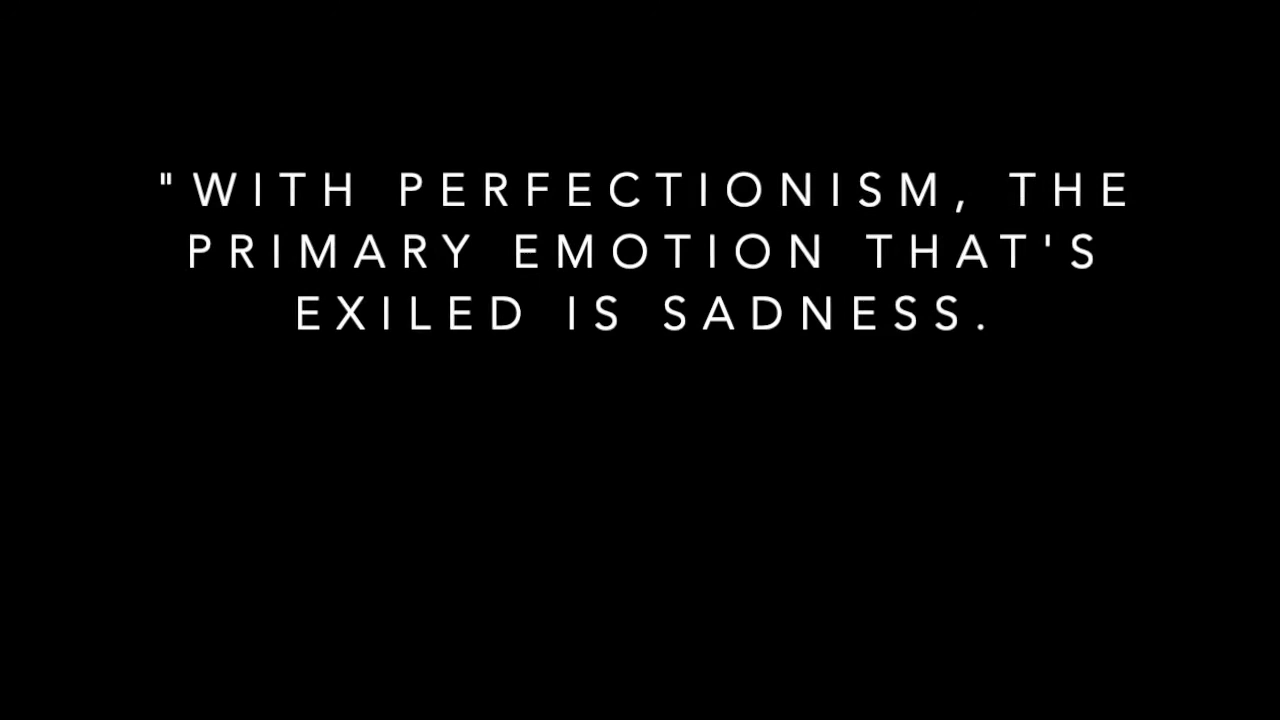 "WITH PERFECTIONISM, THE
PRIMARY EMOTION THAT'S
EXILED IS SADNESS.